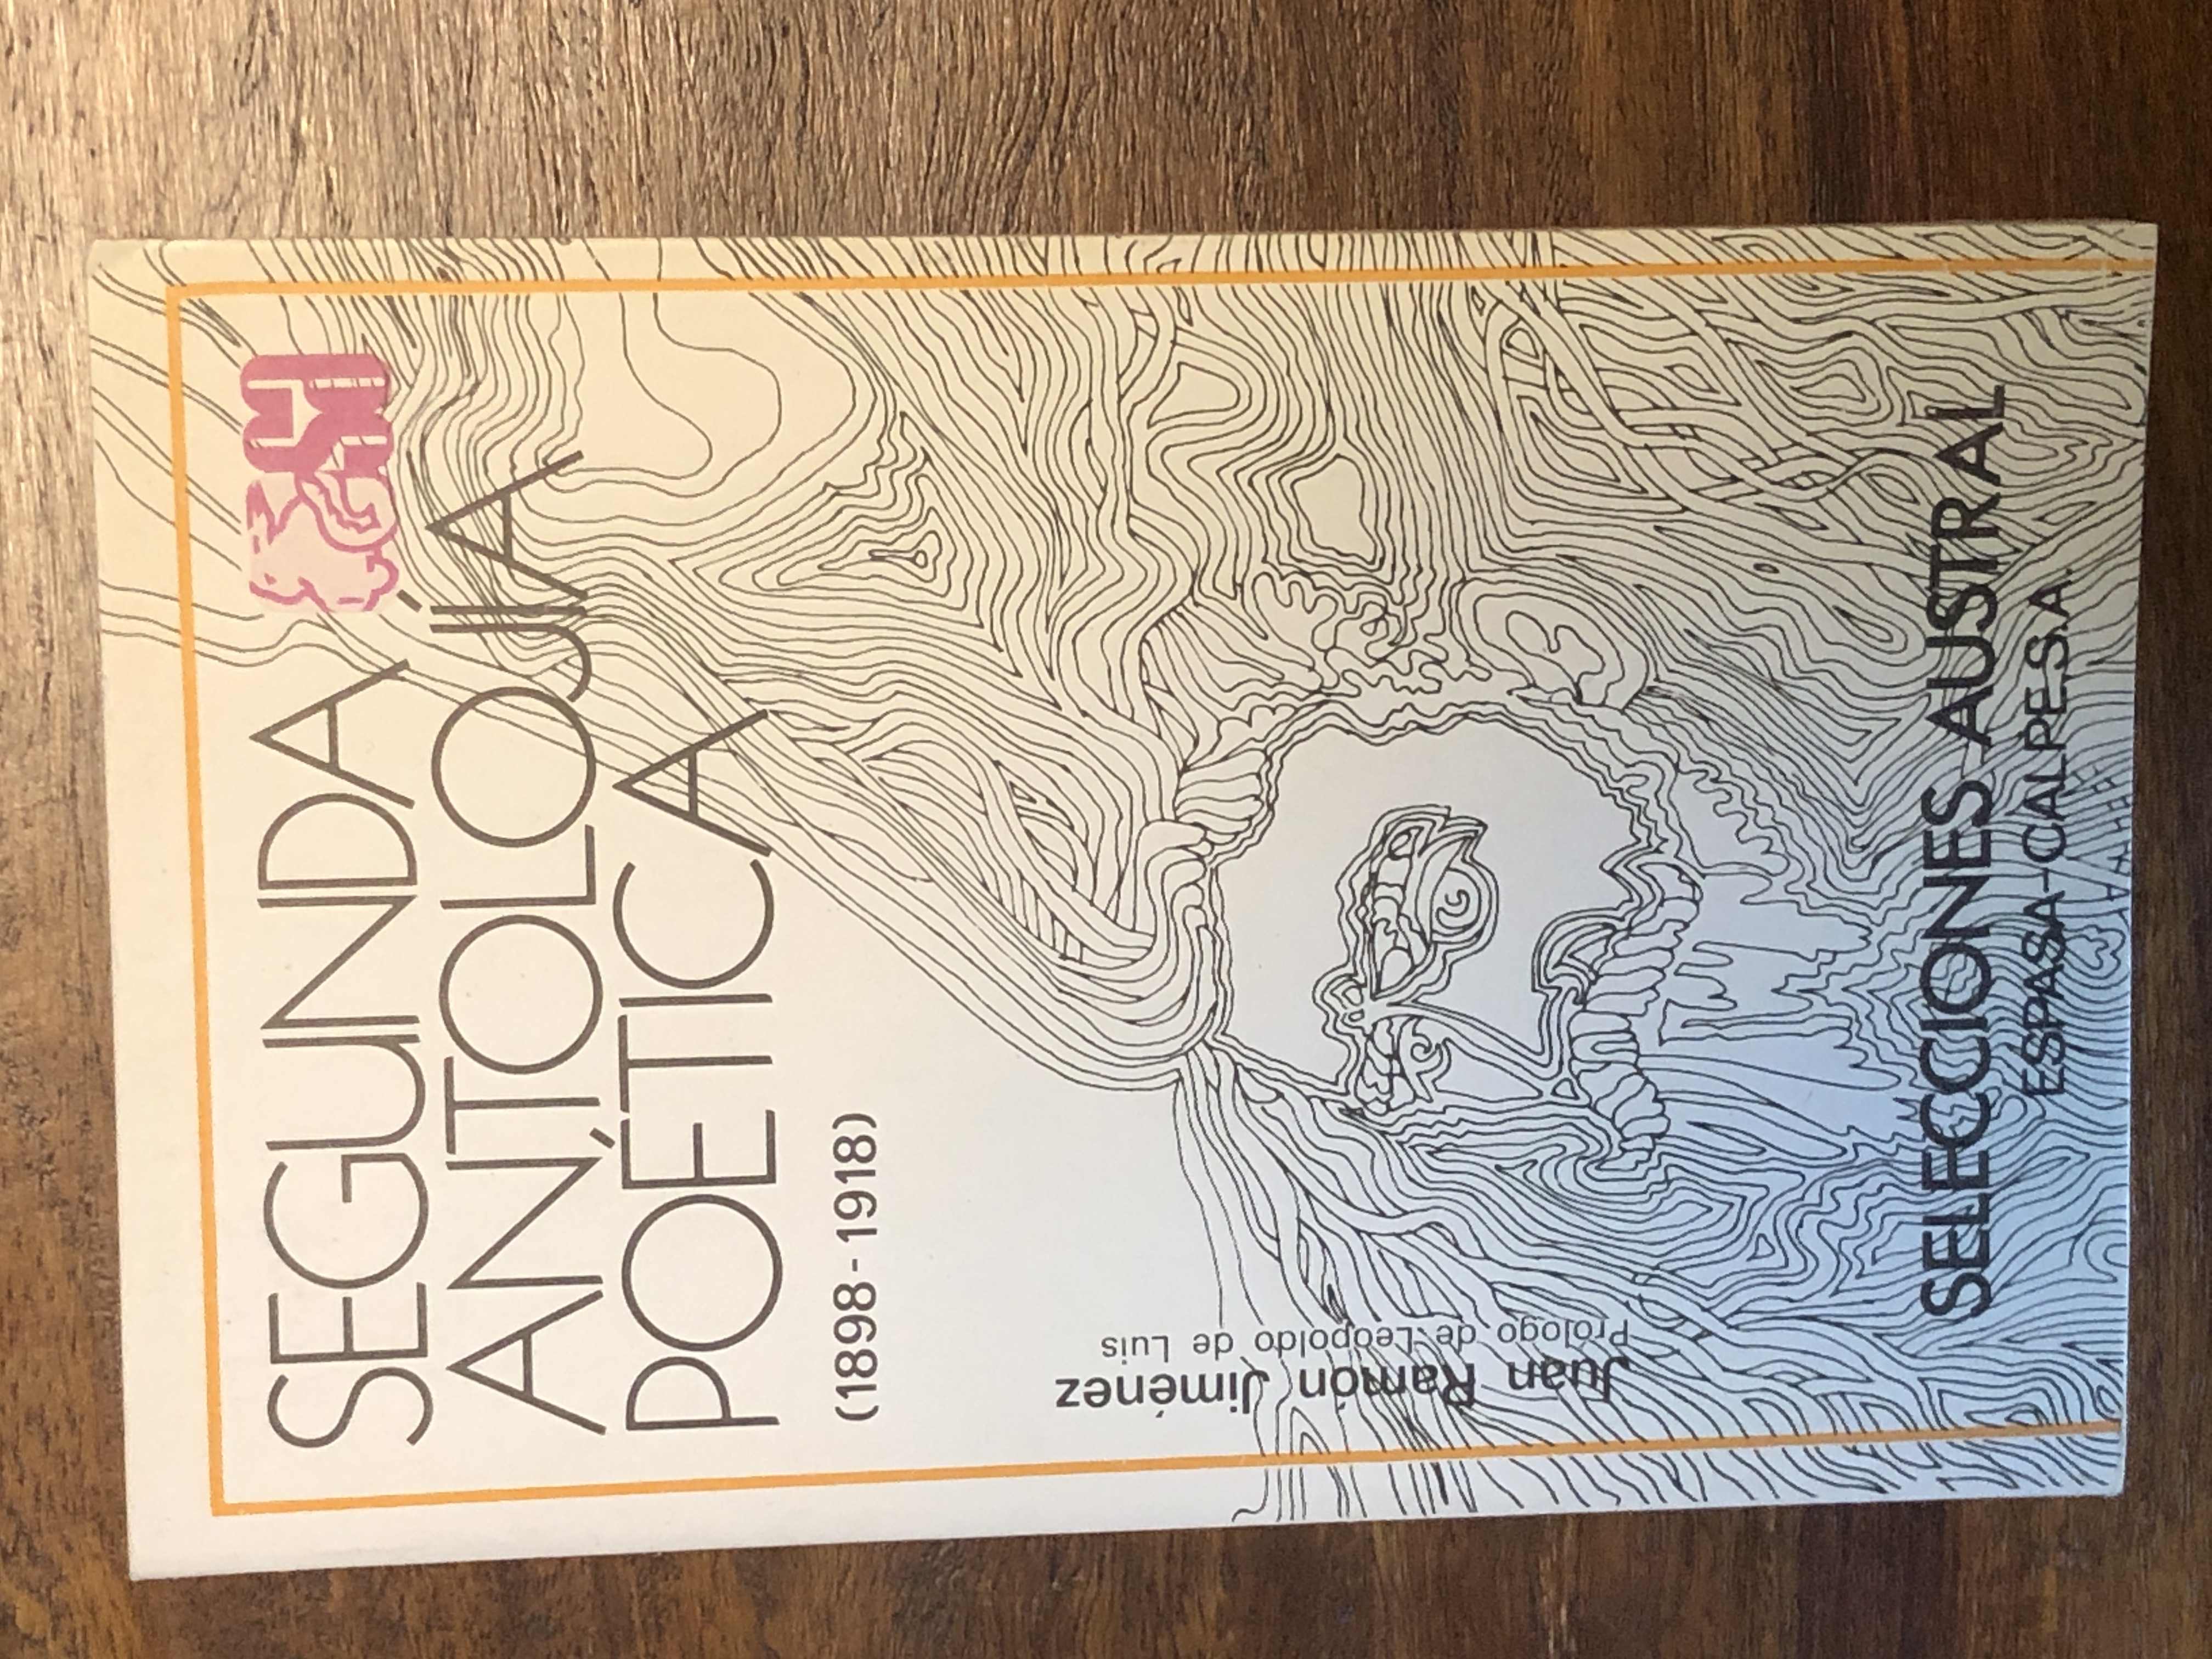 SEGUNDA
ANTOLOJÍA
POÉTICA
(1898-1918)
Juan Ramón Jiménez
Prólogo de Leopoldo de Luis
SELECCIONES AUSTRAL
ESPASA-CALPE, S.A.